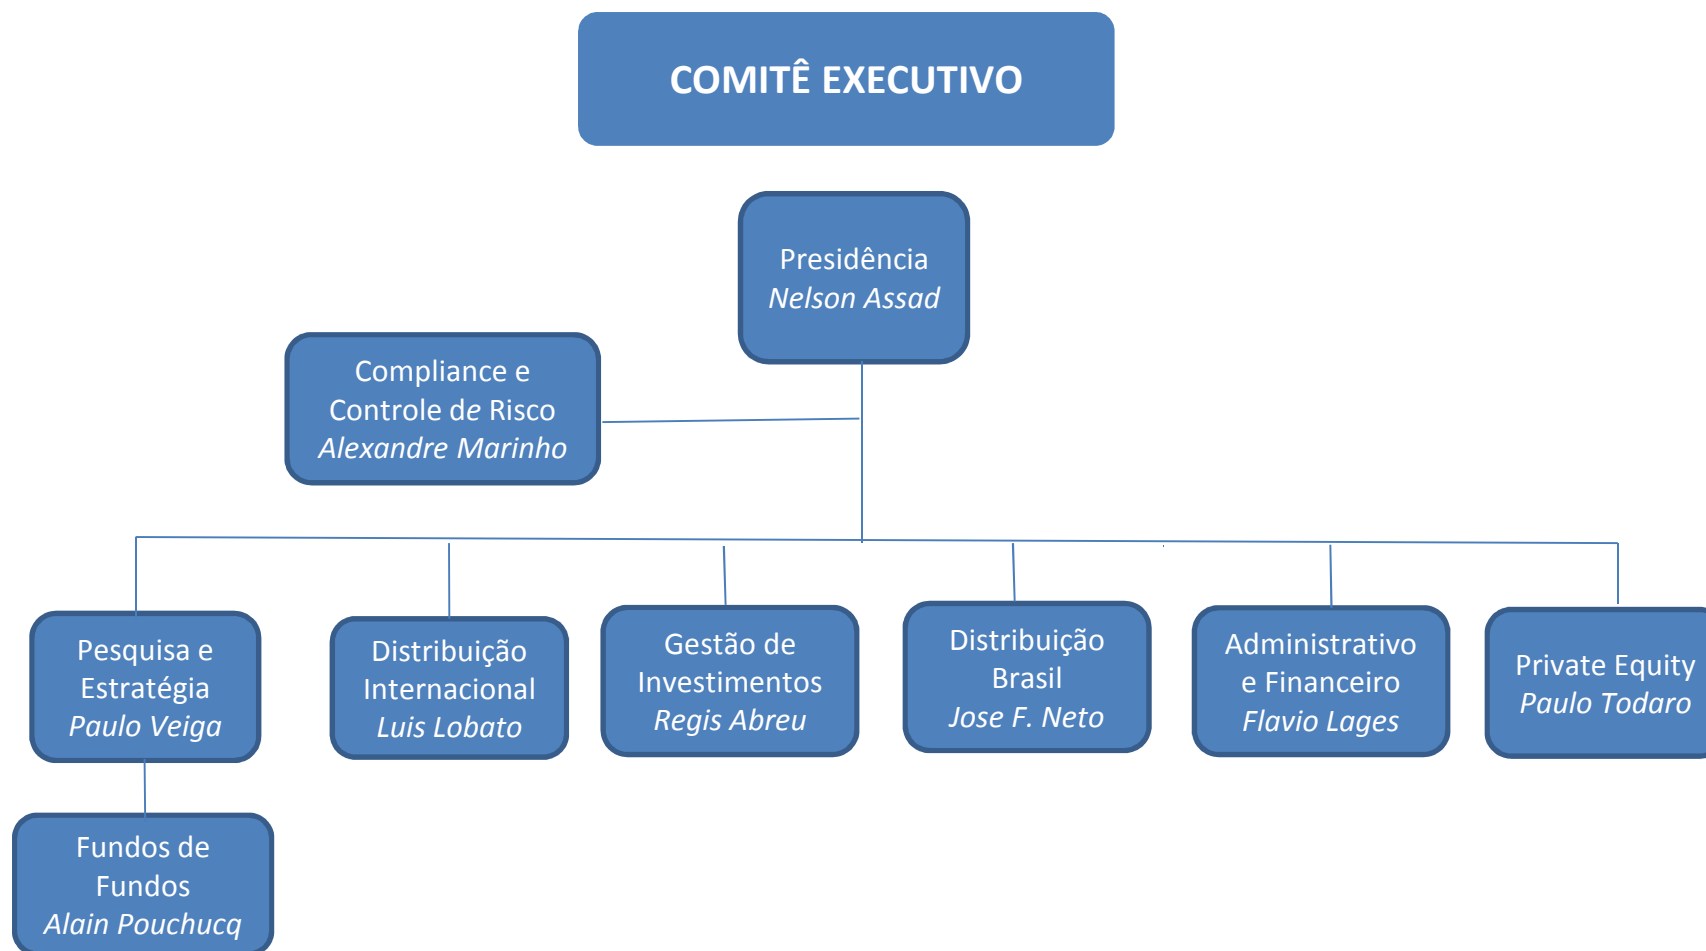 COMITÊ EXECUTIVO
Presidência
Nelson Assad
Compliance e
Controle de Risco
Alexandre Marinho
Pesquisa e
Estratégia
Paulo Veiga
Distribuição
Internacional
Luis Lobato
Gestão de
Investimentos
Regis Abreu
Distribuição
Brasil
Jose F. Neto
Administrativo
e Financeiro
Flavio Lages
Private Equity
Paulo Todaro
Fundos de
Fundos
Alain Pouchucq